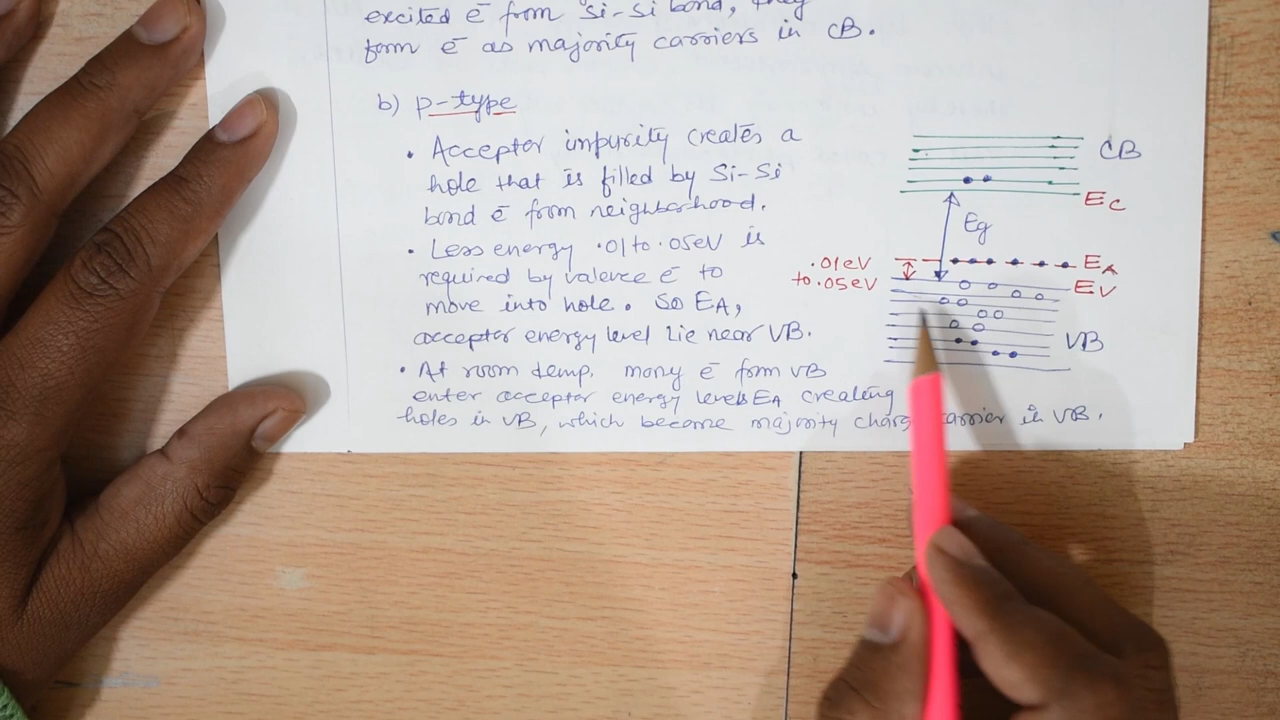 excited ē from Si-Si bond, they
form ē as majority carriers in CB.
b) p-type
• Acceptor impurity creates a
hole that is filled by Si-Si
bond ē from neighborhood.
• Less energy .01 to .05eV is
required by valence ē to
move into hole. So EA,
acceptor energy level lie near VB.
• At room temp. many ē form VB
enter acceptor energy levels EA creating
holes in VB, which become majority charge carrier in VB.
CB
EC
Eg
.01eV
to .05eV
EA
EV
VB